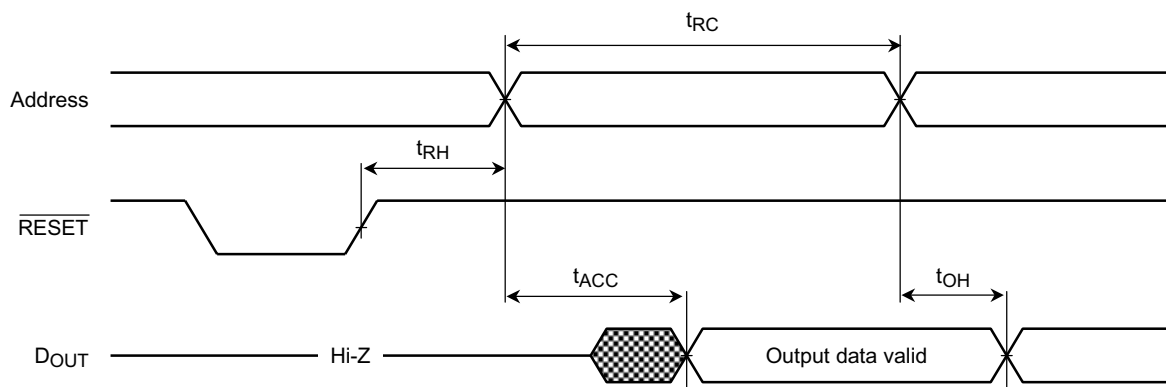 tRC
Address
tRH
RESET
tACC
tOH
DOUT
Hi-Z
Output data valid